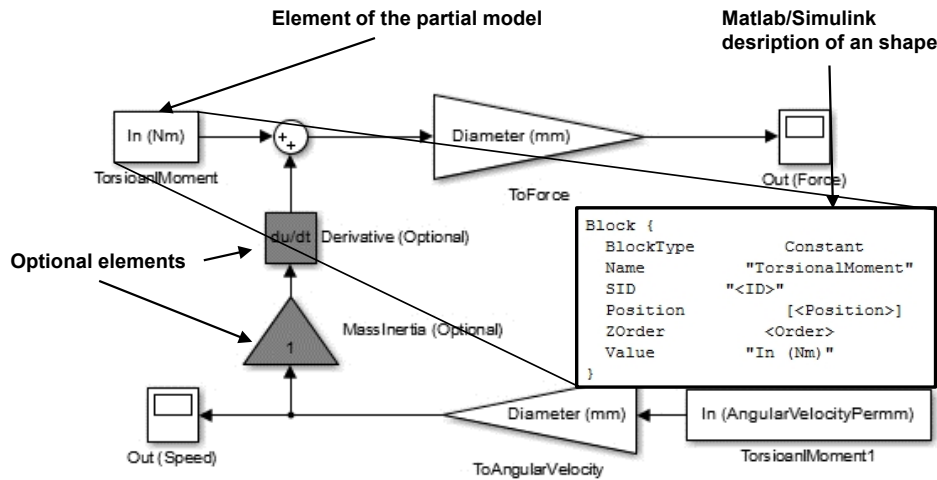 Element of the partial model
Matlab/Simulink
desription of an shape
In (Nm)
TorsioanlMoment
Diameter (mm)
ToForce
Out (Force)
du/dt
Derivative (Optional)
Optional elements
1
MassInertia (Optional)
Block {
BlockType Constant
Name "TorsionalMoment"
SID "<ID>"
Position [<Position>]
ZOrder <Order>
Value "In (Nm)"
}
Out (Speed)
Diameter (mm)
ToAngularVelocity
In (AngularVelocityPermm)
TorsioanlMoment1